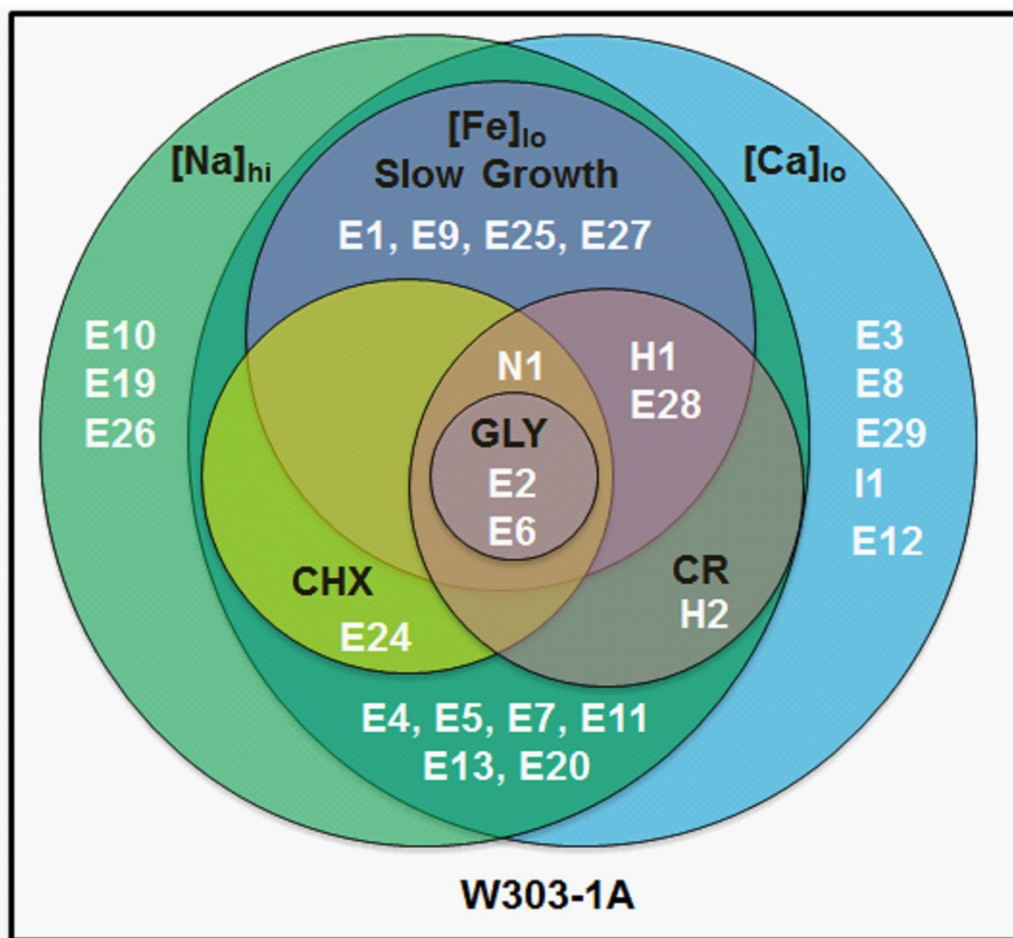 [Fe]lo
[Na]hi
Slow Growth
[Ca]lo
E1, E9, E25, E27
E10
E19
E26
N1
H1
E28
E3
E8
E29
I1
E12
GLY
E2
E6
CHX
E24
CR
H2
E4, E5, E7, E11
E13, E20
W303-1A